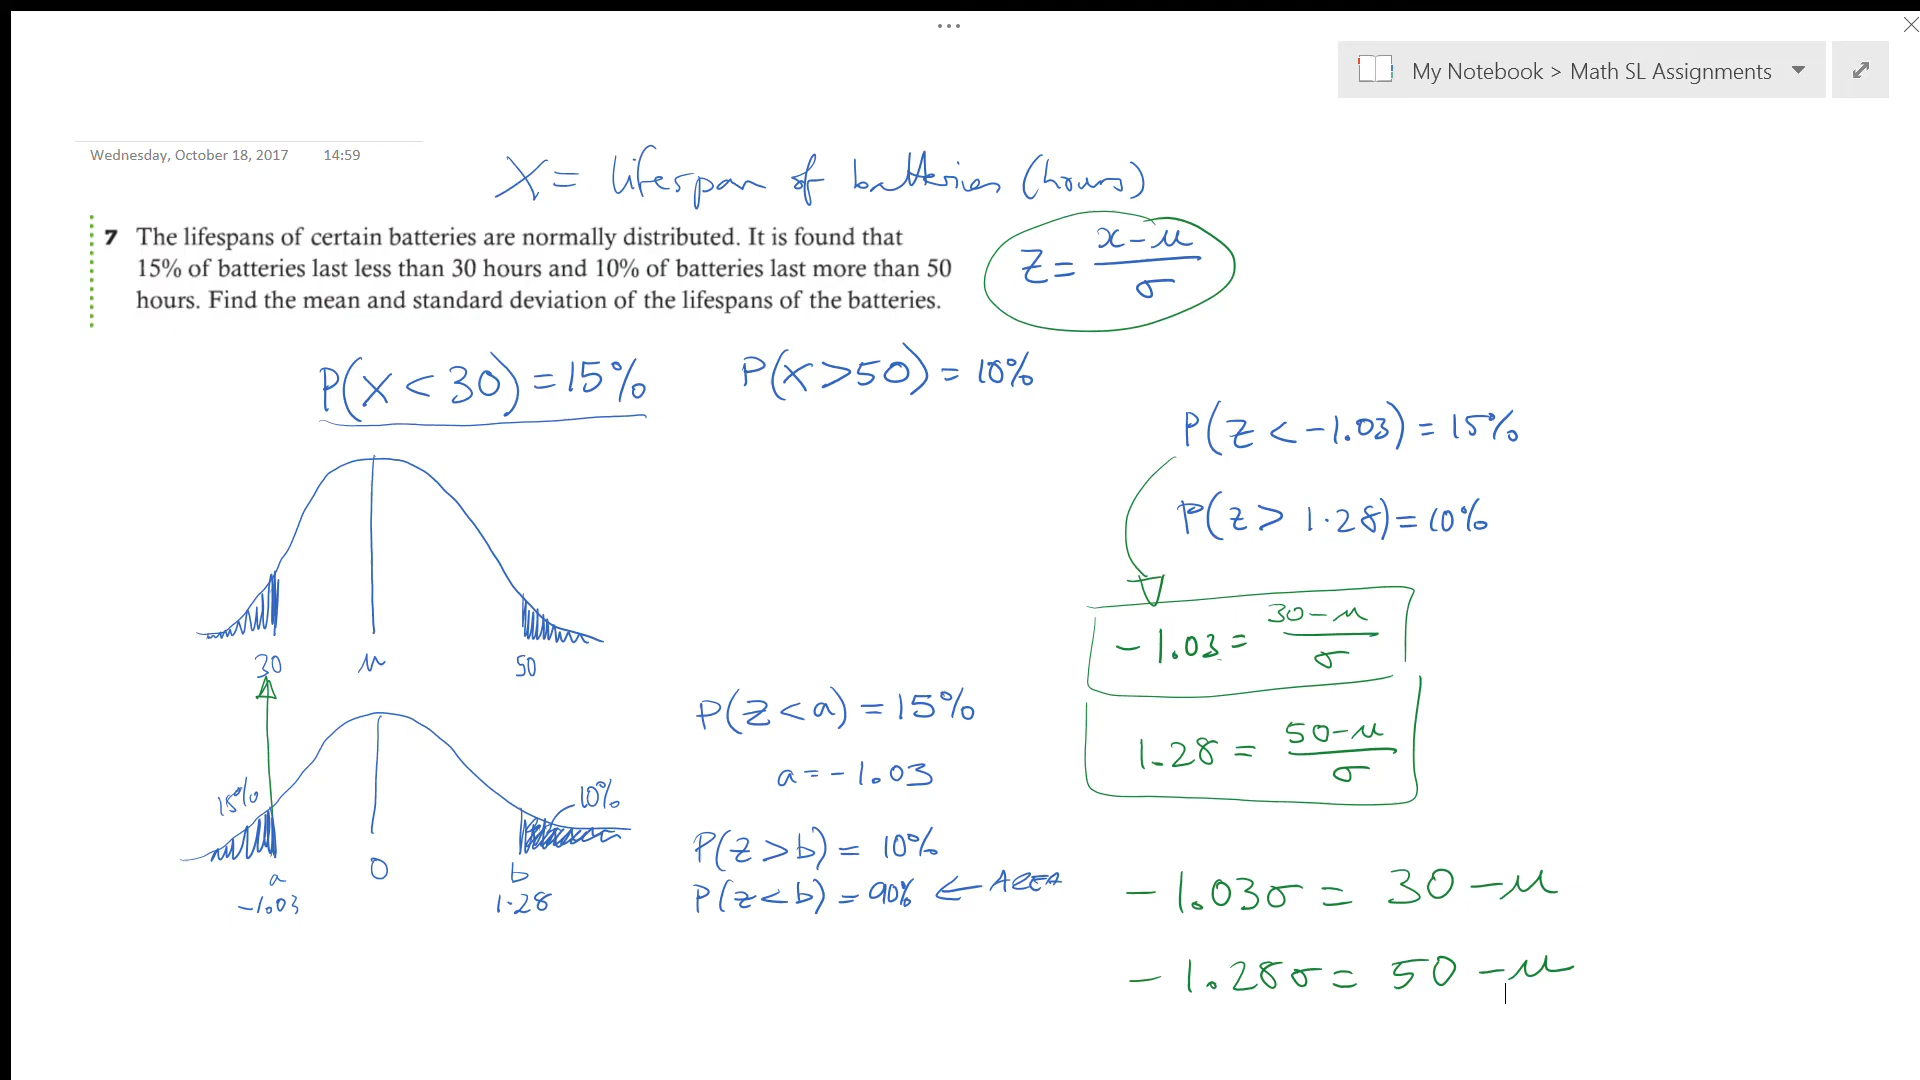 My Notebook > Math SL Assignments
Wednesday, October 18, 2017 14:59
X = lifespan of batteries (hours)
7 The lifespans of certain batteries are normally distributed. It is found that
15% of batteries last less than 30 hours and 10% of batteries last more than 50
hours. Find the mean and standard deviation of the lifespans of the batteries.
z = (x - μ)/σ
P(X < 30) = 15%
P(X > 50) = 10%
P(Z < -1.03) = 15%
P(Z > 1.28) = 10%
30 μ 50
-1.03 = (30 - μ)/σ
1.28 = (50 - μ)/σ
15% 10%
a 0 b
-1.03 1.28
P(Z < a) = 15%
a = -1.03
P(Z > b) = 10%
P(Z < b) = 90% ← AREA
-1.03σ = 30 - μ
-1.28σ = 50 - μ